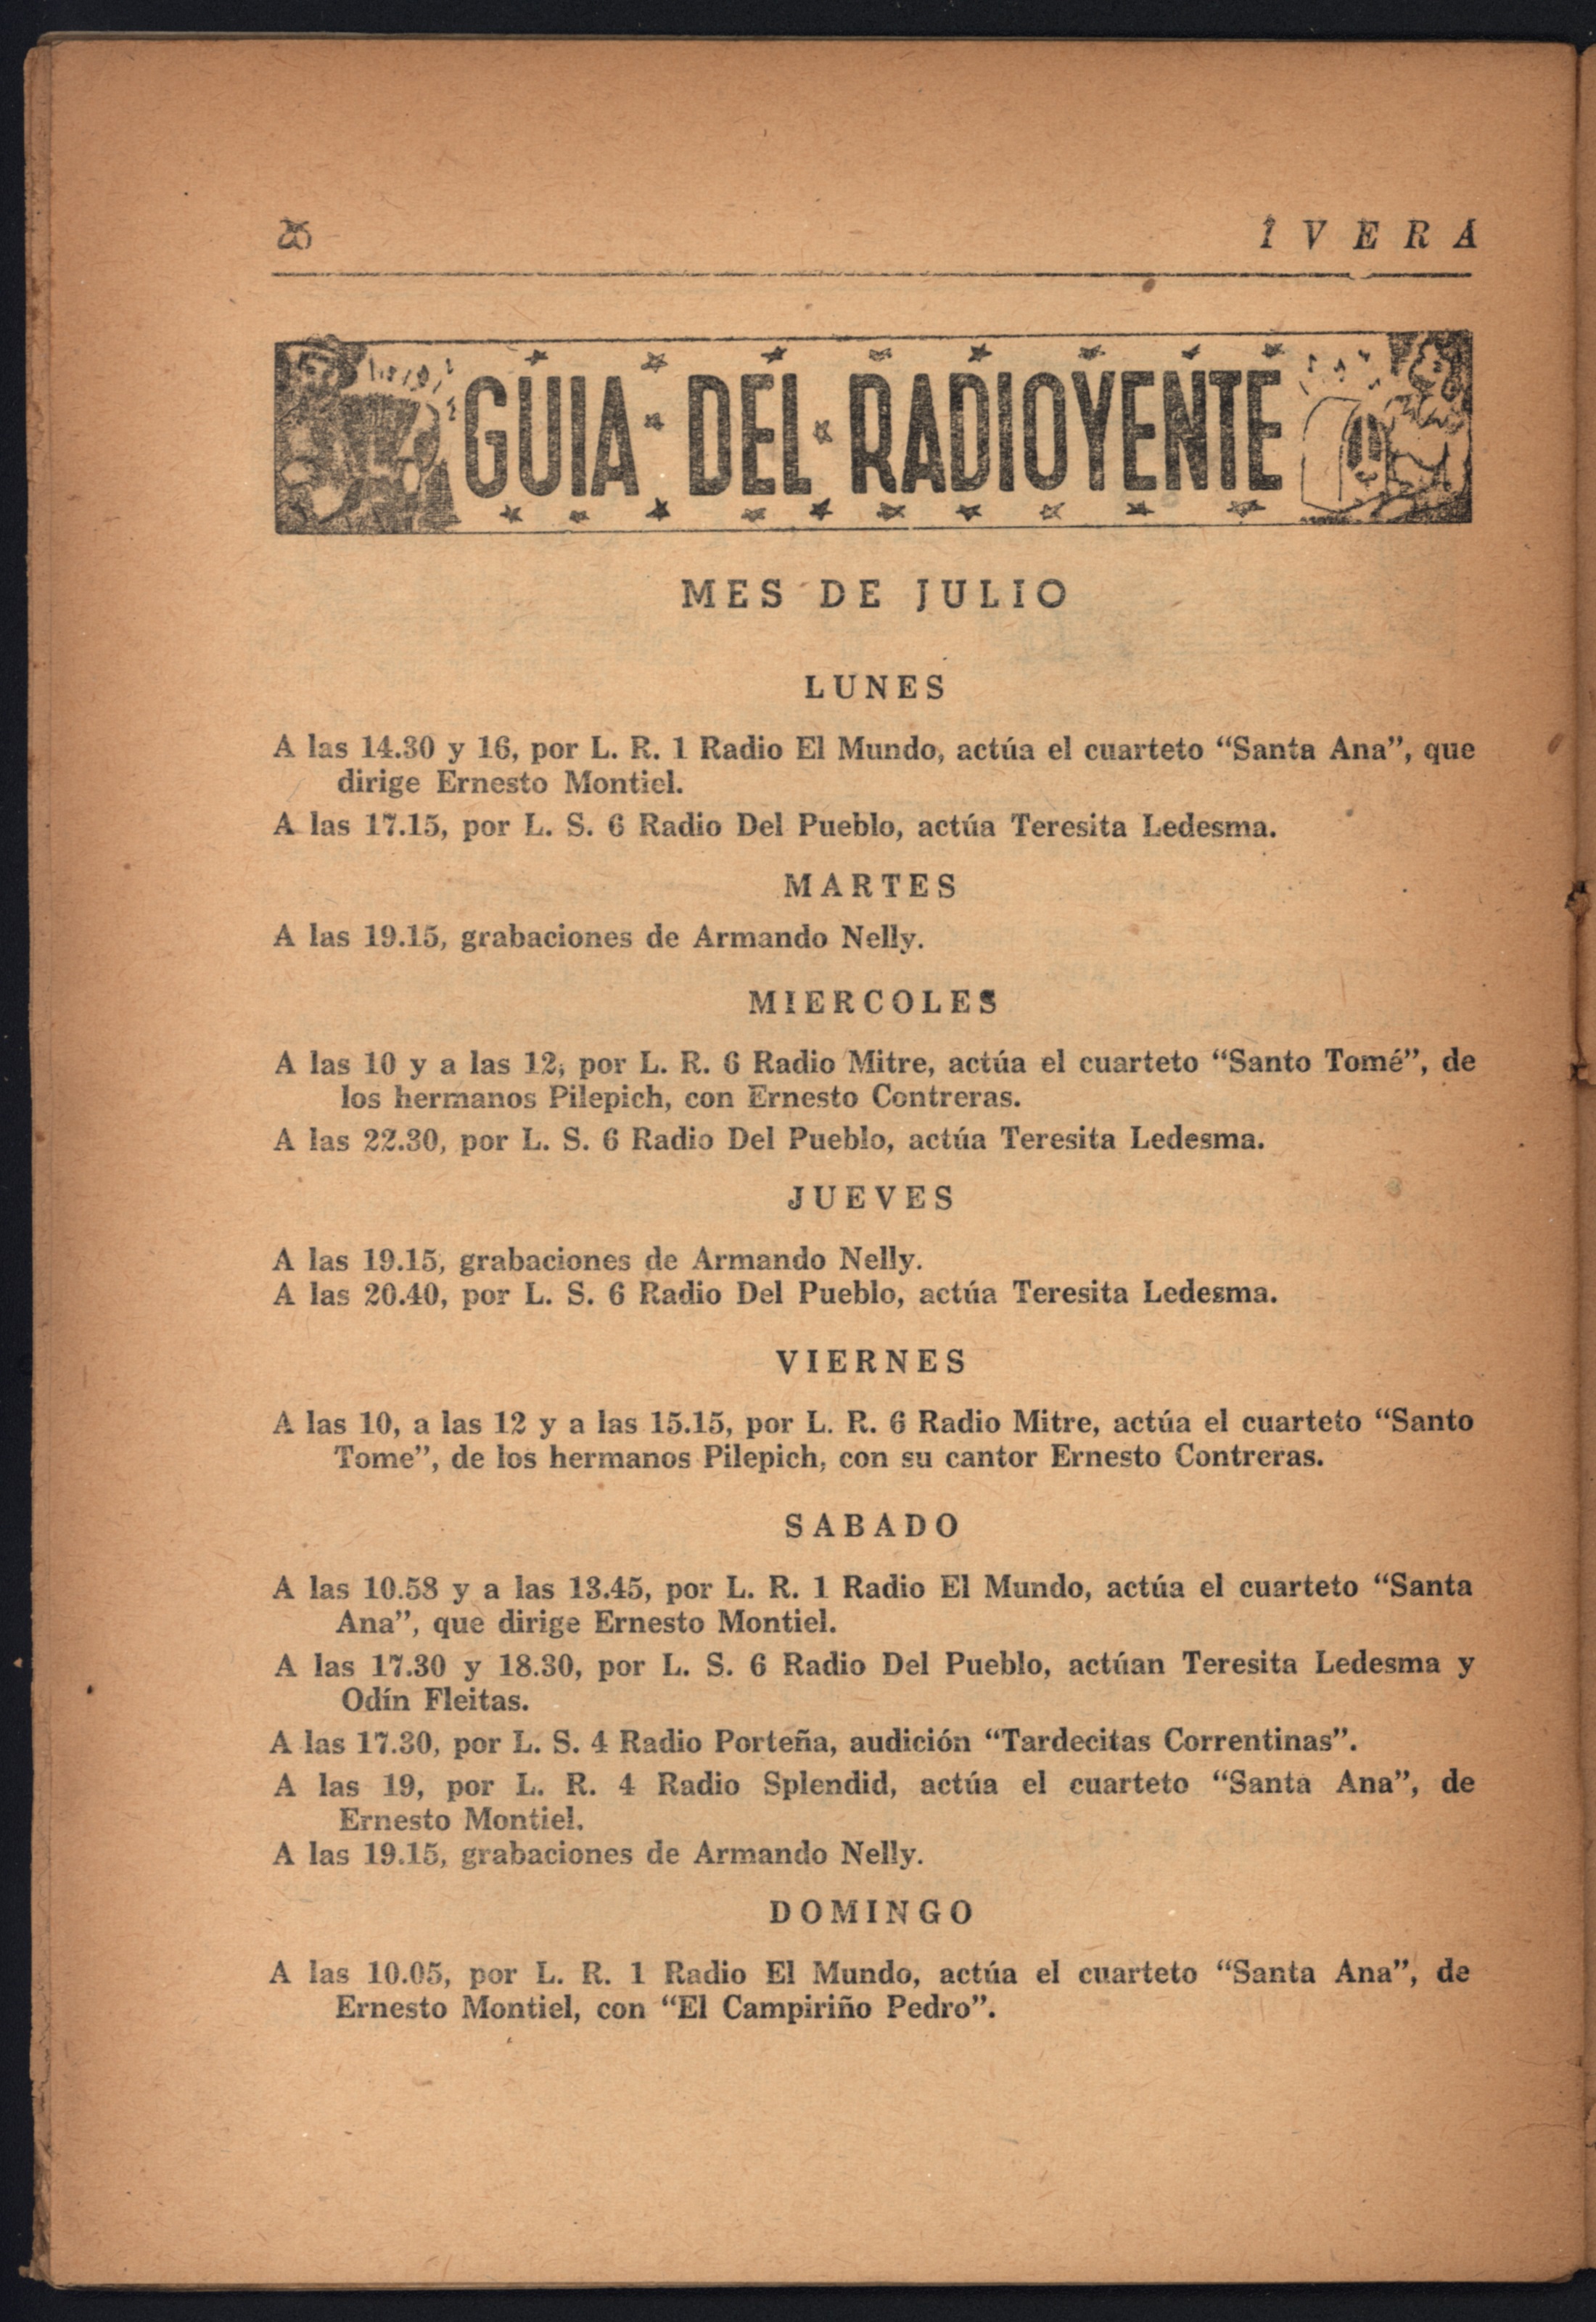 IVERA
GUIA DEL RADIOYENTE
MES DE JULIO
LUNES
A las 14.30 y 16, por L. R. 1 Radio El Mundo, actúa el cuarteto “Santa Ana”, que
dirige Ernesto Montiel.
A las 17.15, por L. S. 6 Radio Del Pueblo, actúa Teresita Ledesma.
MARTES
A las 19.15, grabaciones de Armando Nelly.
MIERCOLES
A las 10 y a las 12, por L. R. 6 Radio Mitre, actúa el cuarteto “Santo Tomé”, de
los hermanos Pilepich, con Ernesto Contreras.
A las 22.30, por L. S. 6 Radio Del Pueblo, actúa Teresita Ledesma.
JUEVES
A las 19.15, grabaciones de Armando Nelly.
A las 20.40, por L. S. 6 Radio Del Pueblo, actúa Teresita Ledesma.
VIERNES
A las 10, a las 12 y a las 15.15, por L. R. 6 Radio Mitre, actúa el cuarteto “Santo
Tome”, de los hermanos Pilepich, con su cantor Ernesto Contreras.
SABADO
A las 10.58 y a las 13.45, por L. R. 1 Radio El Mundo, actúa el cuarteto “Santa
Ana”, que dirige Ernesto Montiel.
A las 17.30 y 18.30, por L. S. 6 Radio Del Pueblo, actúan Teresita Ledesma y
Odín Fleitas.
A las 17.30, por L. S. 4 Radio Porteña, audición “Tardecitas Correntinas”.
A las 19, por L. R. 4 Radio Splendid, actúa el cuarteto “Santa Ana”, de
Ernesto Montiel.
A las 19.15, grabaciones de Armando Nelly.
DOMINGO
A las 10.05, por L. R. 1 Radio El Mundo, actúa el cuarteto “Santa Ana”, de
Ernesto Montiel, con “El Campiriño Pedro”.